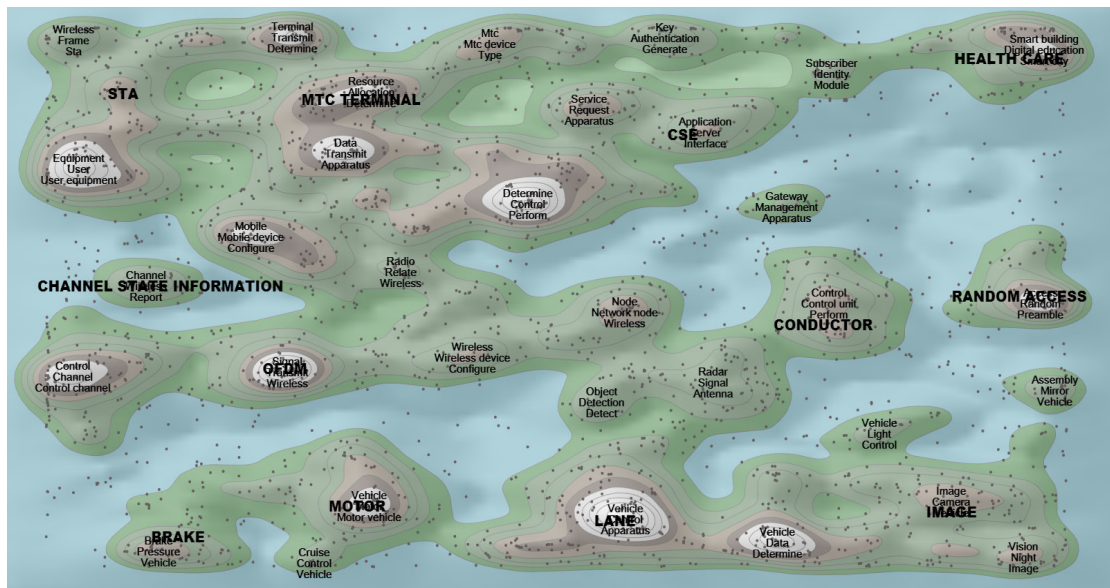 Wireless
Frame
Sta
Terminal
Transmit
Determine
Mtc
Mtc device
Type
Key
Authentication
Generate
Smart building
Digital education
HEALTH CARE
Subscriber
Identity
Module
STA
Resource
Allocation
MTC TERMINAL
Determine
Service
Request
Apparatus
CSE
Application
Server
Interface
Equipment
User
User equipment
Data
Transmit
Apparatus
Determine
Control
Perform
Gateway
Management
Apparatus
Mobile
Mobile device
Configure
Radio
Relate
Wireless
Channel
CHANNEL STATE INFORMATION
Report
Node
Network node
Wireless
Control
Control unit
Perform
CONDUCTOR
RANDOM ACCESS
Random
Preamble
Control
Channel
Control channel
Signal
OFDM
Transmit
Wireless
Wireless
Wireless device
Configure
Object
Detection
Detect
Radar
Signal
Antenna
Assembly
Mirror
Vehicle
Vehicle
Light
Control
Vehicle
MOTOR
Motor vehicle
Vehicle
Control
LANE
Apparatus
Image
Camera
IMAGE
BRAKE
Brake
Pressure
Vehicle
Cruise
Control
Vehicle
Vehicle
Data
Determine
Vision
Night
Image